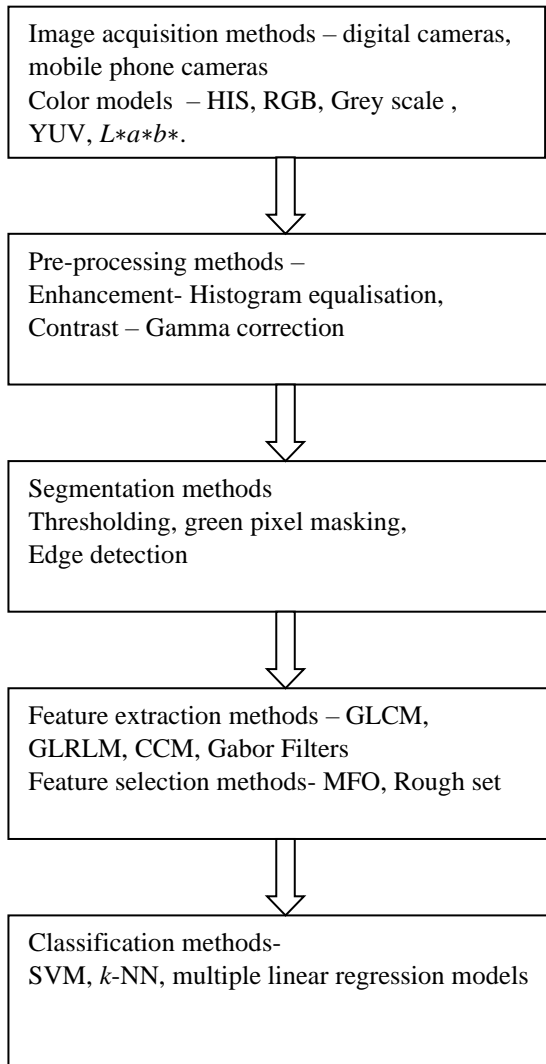 Image acquisition methods – digital cameras,
mobile phone cameras
Color models – HIS, RGB, Grey scale ,
YUV, L*a*b*.
Pre-processing methods –
Enhancement- Histogram equalisation,
Contrast – Gamma correction
Segmentation methods
Thresholding, green pixel masking,
Edge detection
Feature extraction methods – GLCM,
GLRLM, CCM, Gabor Filters
Feature selection methods- MFO, Rough set
Classification methods-
SVM, k-NN, multiple linear regression models